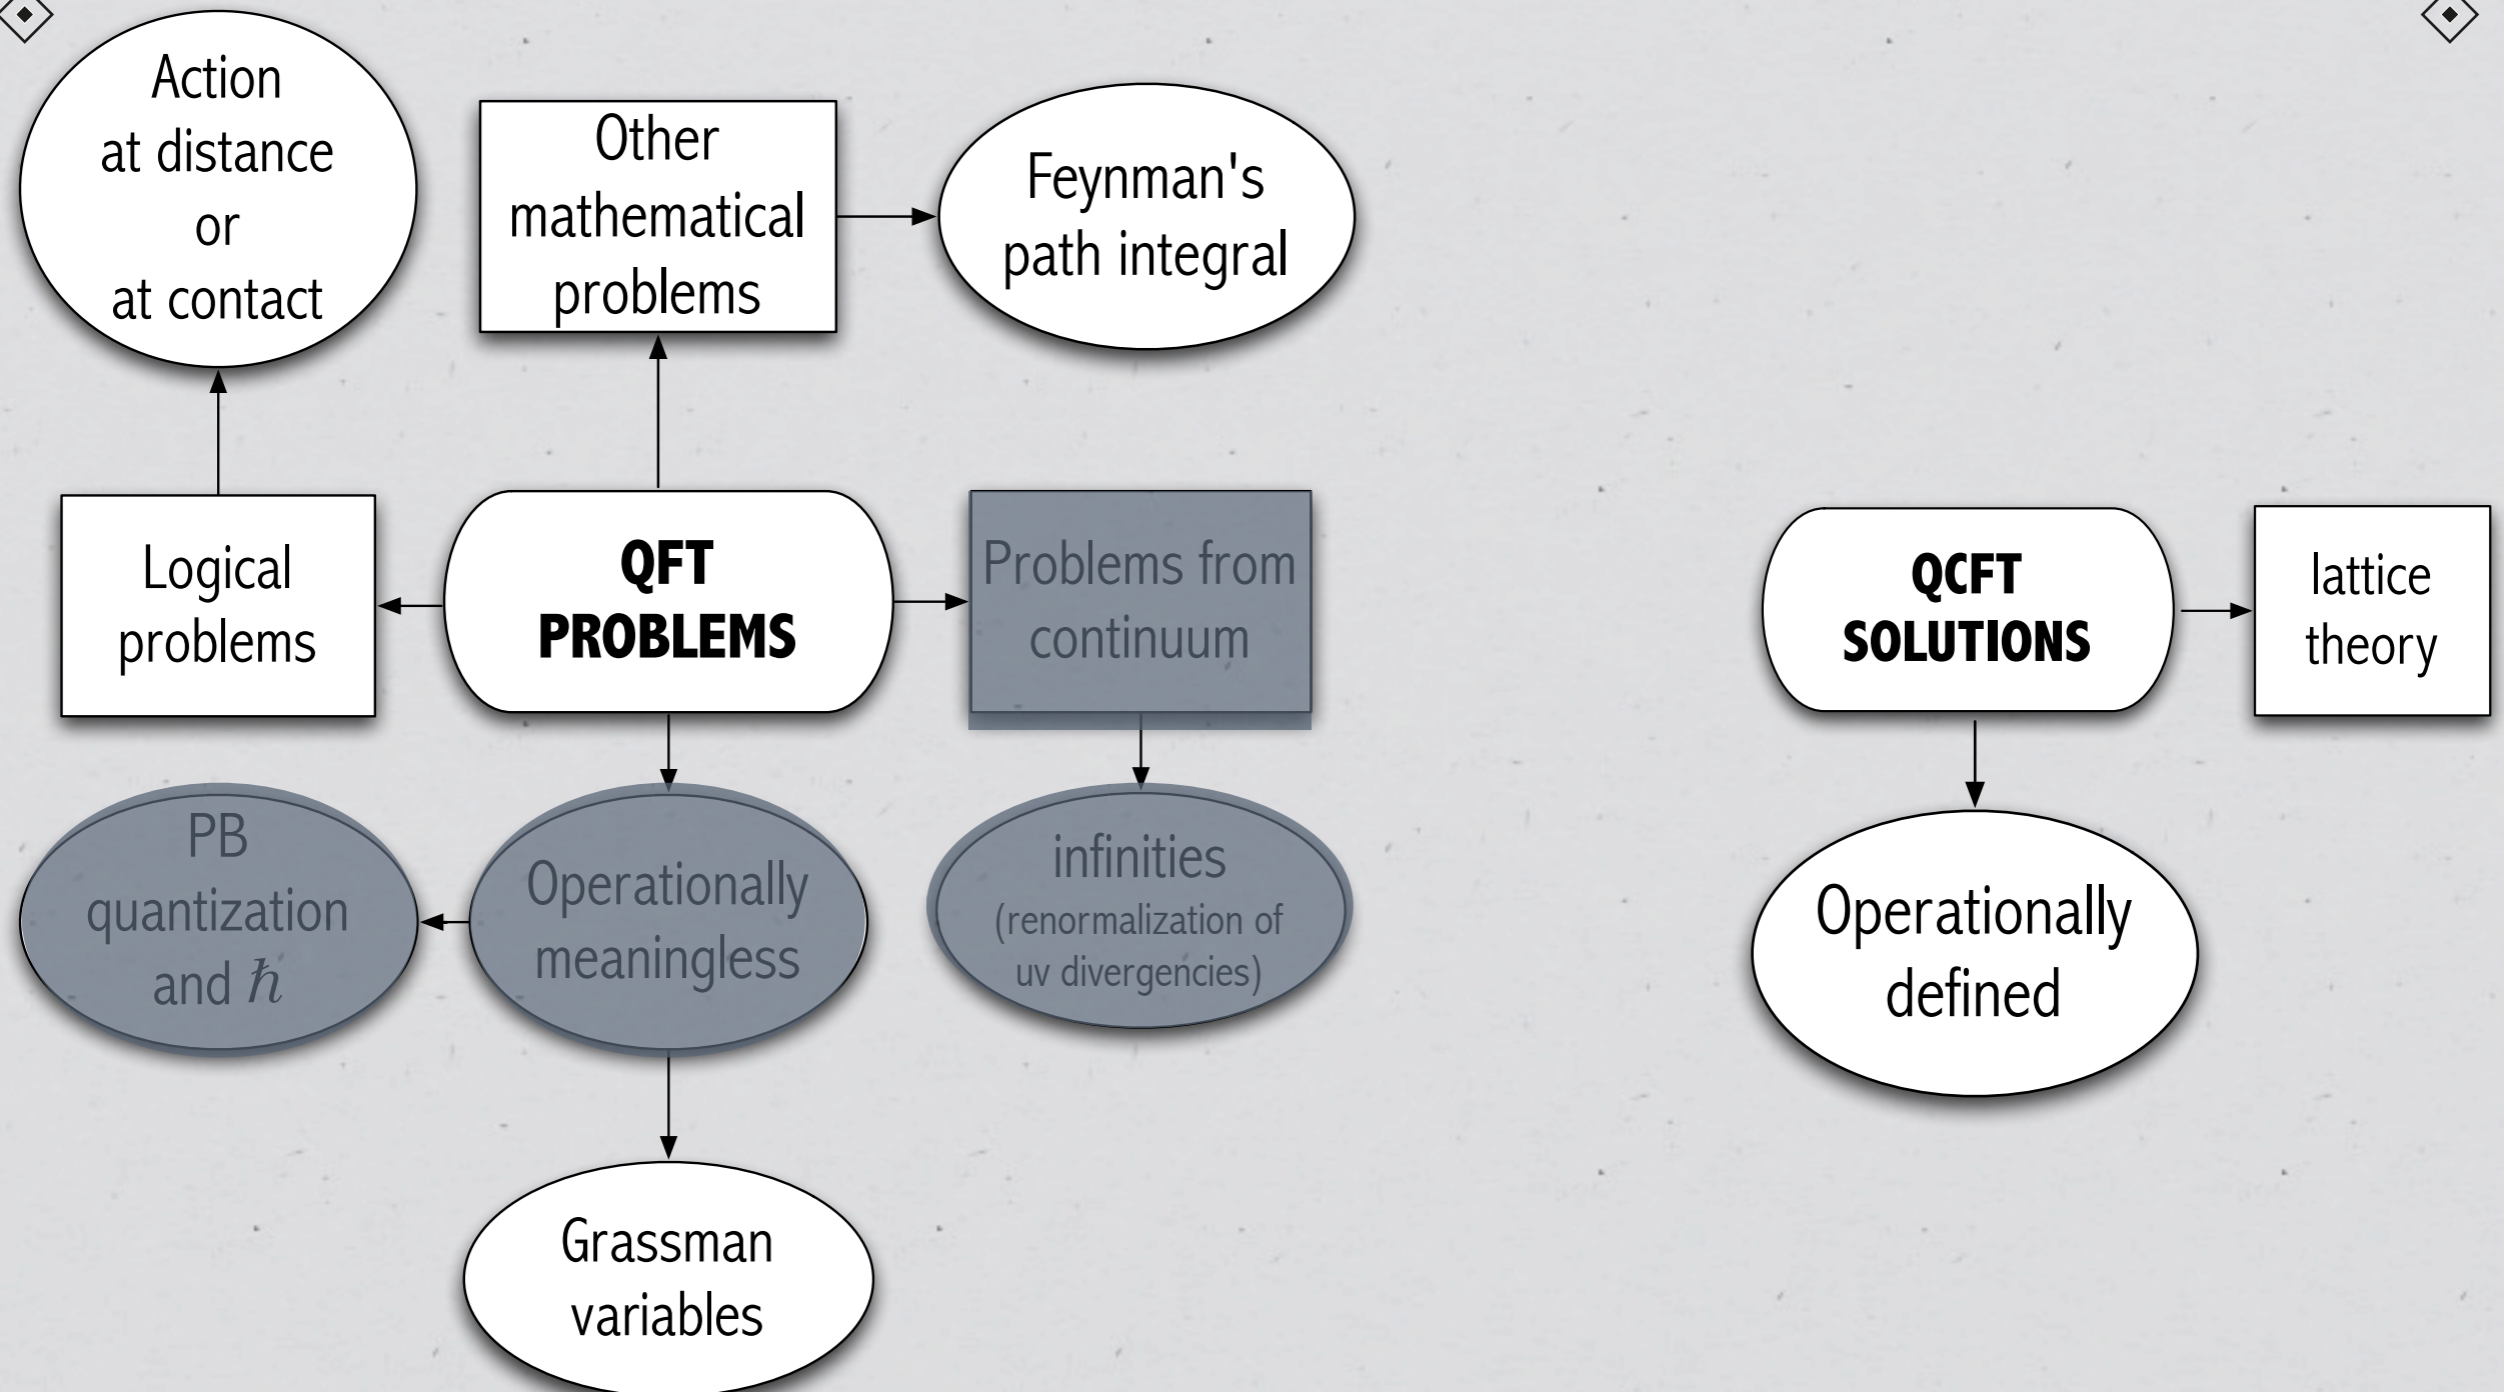 Action
at distance
or
at contact
Other
mathematical
problems
Feynman's
path integral
Logical
problems
QFT
PROBLEMS
Problems from
continuum
QCFT
SOLUTIONS
lattice
theory
PB
quantization
and ℏ
Operationally
meaningless
infinities
(renormalization of
uv divergencies)
Operationally
defined
Grassman
variables